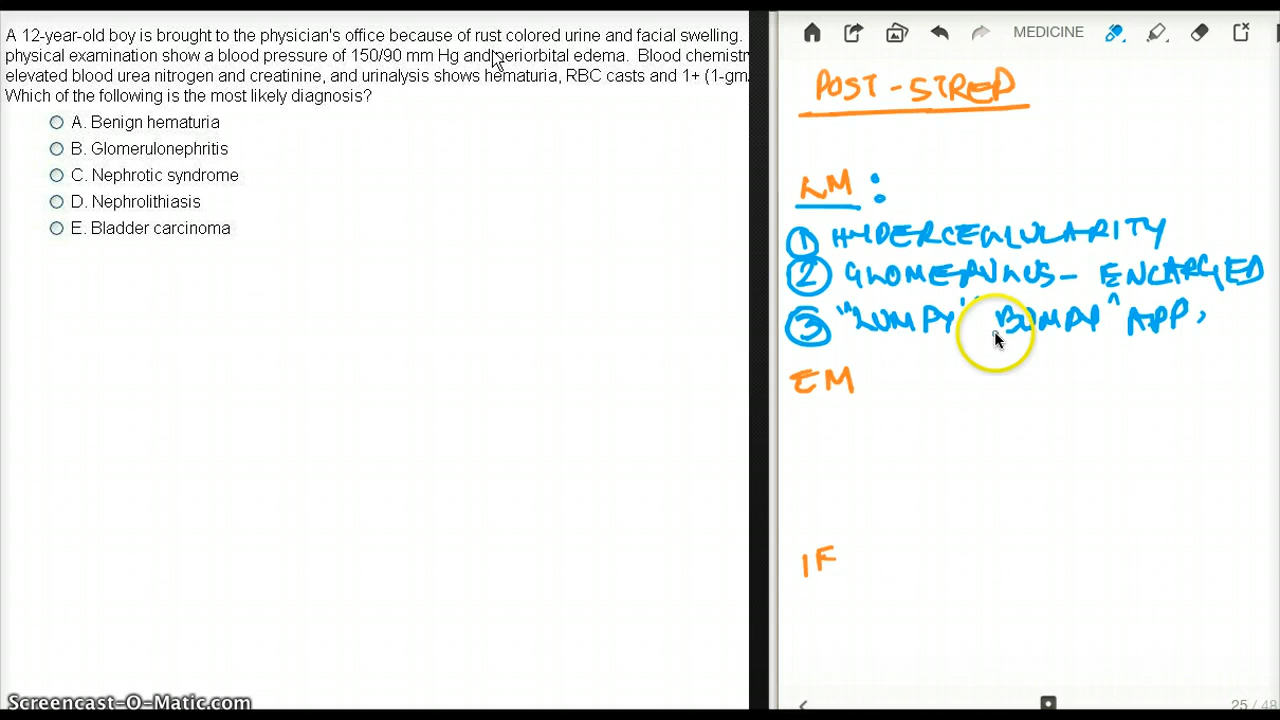 A 12-year-old boy is brought to the physician's office because of rust colored urine and facial swelling.
physical examination show a blood pressure of 150/90 mm Hg and periorbital edema. Blood chemistr
elevated blood urea nitrogen and creatinine, and urinalysis shows hematuria, RBC casts and 1+ (1-gm
Which of the following is the most likely diagnosis?
A. Benign hematuria
B. Glomerulonephritis
C. Nephrotic syndrome
D. Nephrolithiasis
E. Bladder carcinoma
MEDICINE
POST-STREP
LM:
① HYPERCELLULARITY
② GLOMERULUS- ENLARGED
③ "LUMPY" BUMPY" APP,
EM
IF
25 / 48
Screencast-O-Matic.com